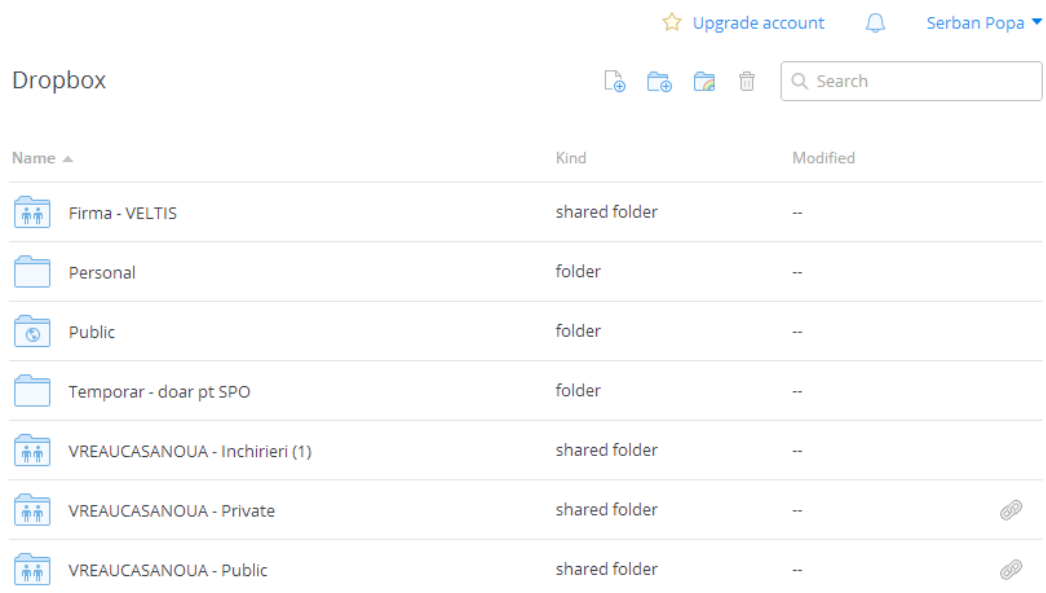 Upgrade account Serban Popa
Dropbox Search
Name Kind Modified
Firma - VELTIS shared folder --
Personal folder --
Public folder --
Temporar - doar pt SPO folder --
VREAUCASANOUA - Inchirieri (1) shared folder --
VREAUCASANOUA - Private shared folder --
VREAUCASANOUA - Public shared folder --